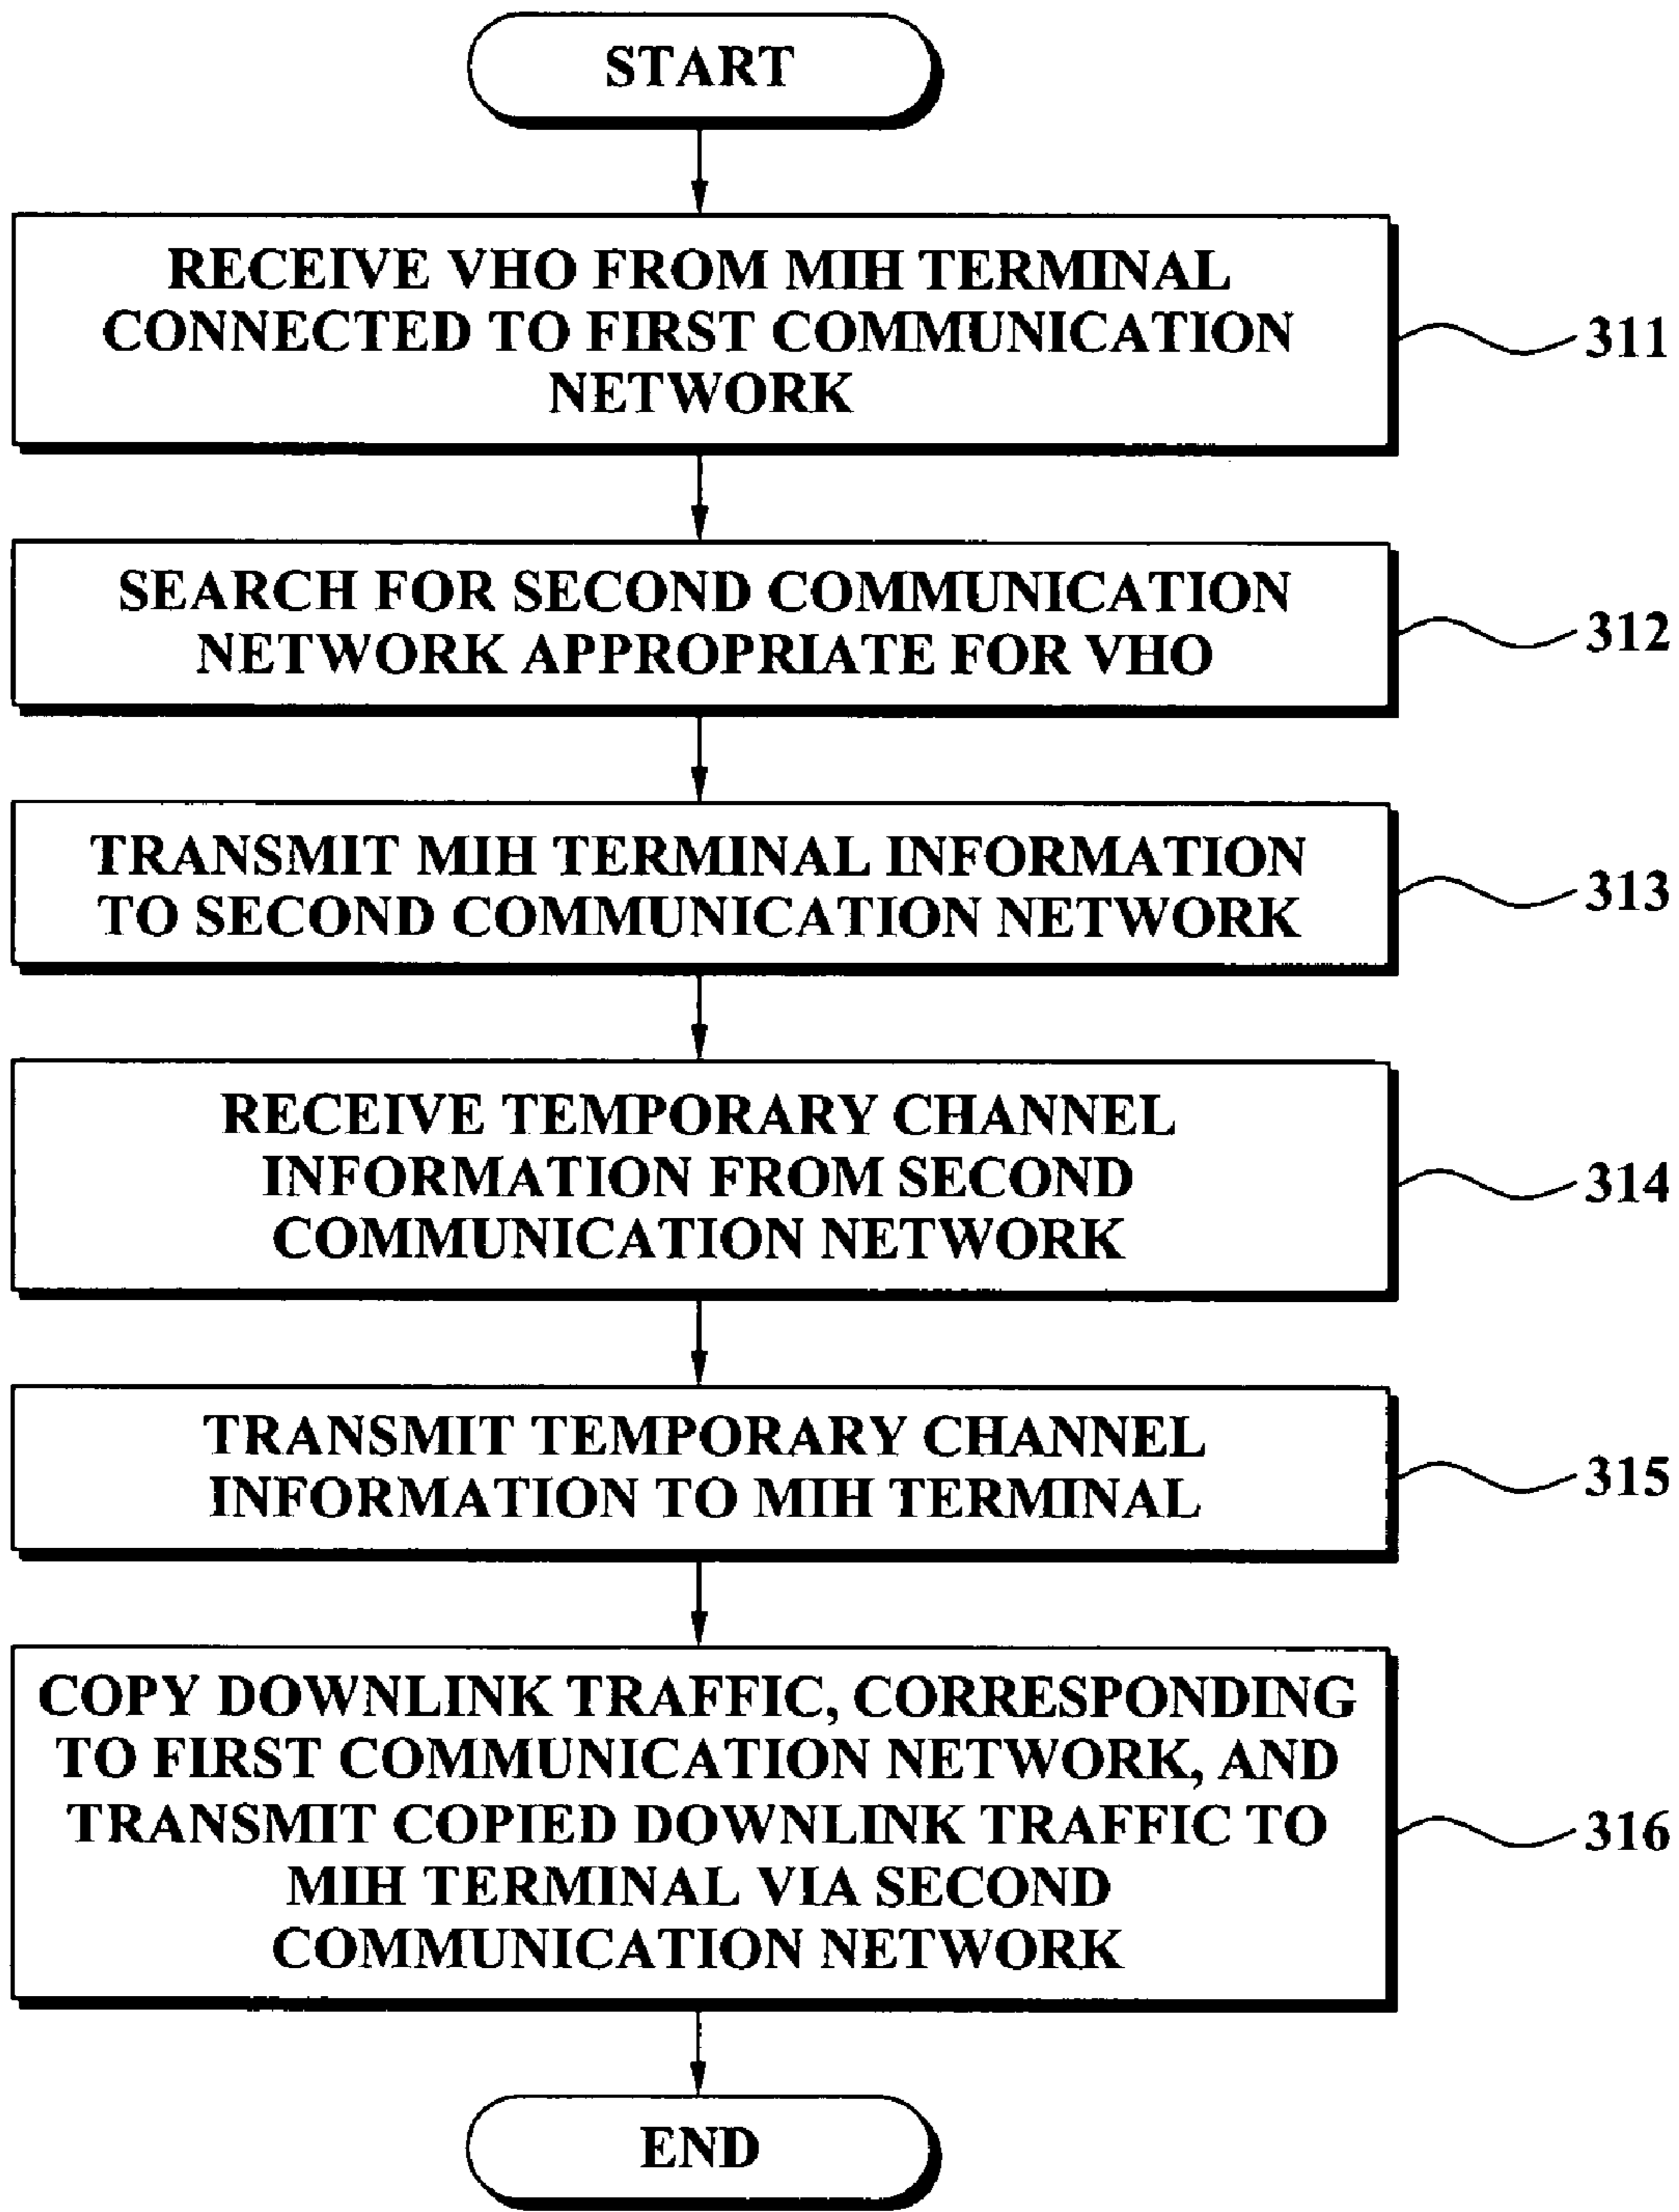 START
RECEIVE VHO FROM MIH TERMINAL
CONNECTED TO FIRST COMMUNICATION
NETWORK
311
SEARCH FOR SECOND COMMUNICATION
NETWORK APPROPRIATE FOR VHO
312
TRANSMIT MIH TERMINAL INFORMATION
TO SECOND COMMUNICATION NETWORK
313
RECEIVE TEMPORARY CHANNEL
INFORMATION FROM SECOND
COMMUNICATION NETWORK
314
TRANSMIT TEMPORARY CHANNEL
INFORMATION TO MIH TERMINAL
315
COPY DOWNLINK TRAFFIC, CORRESPONDING
TO FIRST COMMUNICATION NETWORK, AND
TRANSMIT COPIED DOWNLINK TRAFFIC TO
MIH TERMINAL VIA SECOND
COMMUNICATION NETWORK
316
END